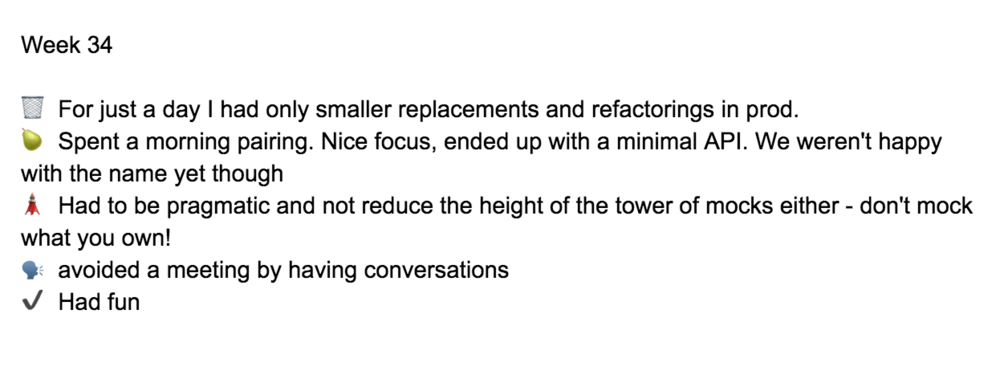 Week 34
🗑 For just a day I had only smaller replacements and refactorings in prod.
🍐 Spent a morning pairing. Nice focus, ended up with a minimal API. We weren't happy
with the name yet though
🗼 Had to be pragmatic and not reduce the height of the tower of mocks either - don't mock
what you own!
🗣 avoided a meeting by having conversations
✔ Had fun